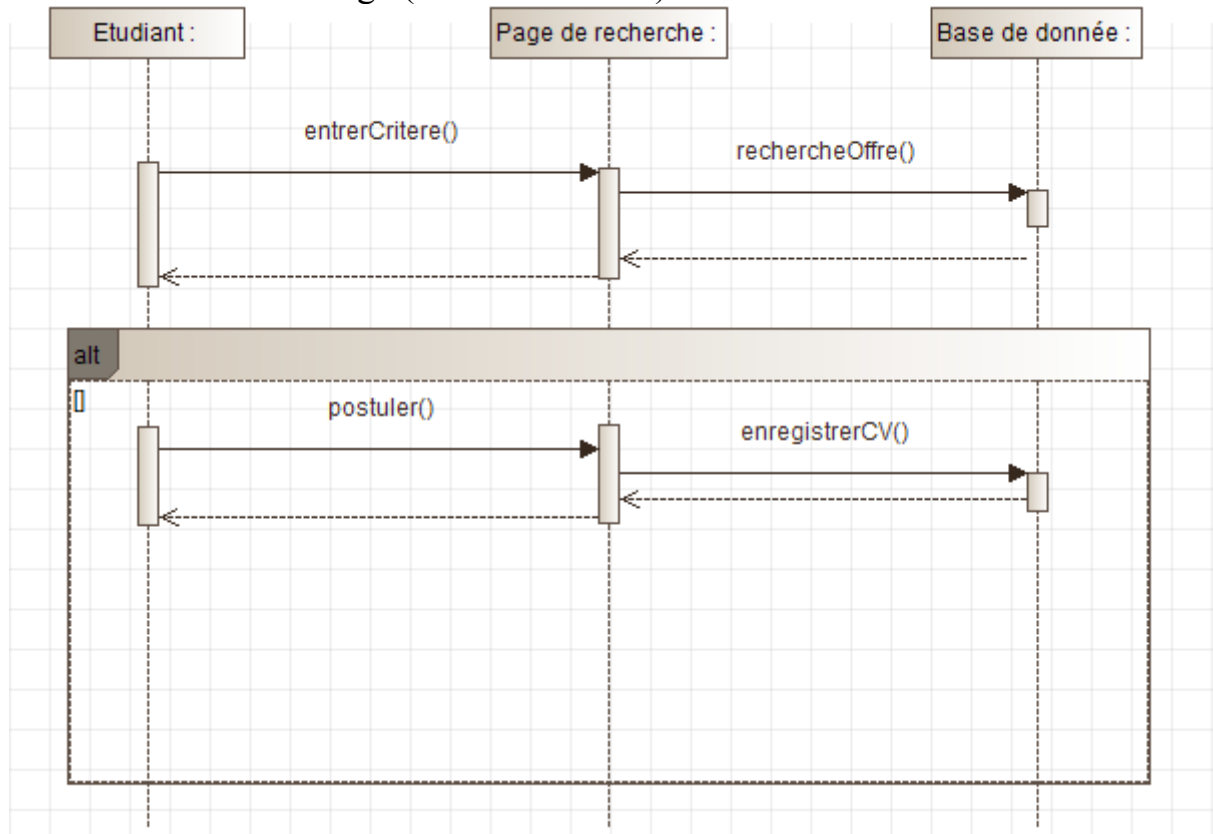 Etudiant :
Page de recherche :
Base de donnée :
entrerCritere()
rechercheOffre()
alt
[]
postuler()
enregistrerCV()